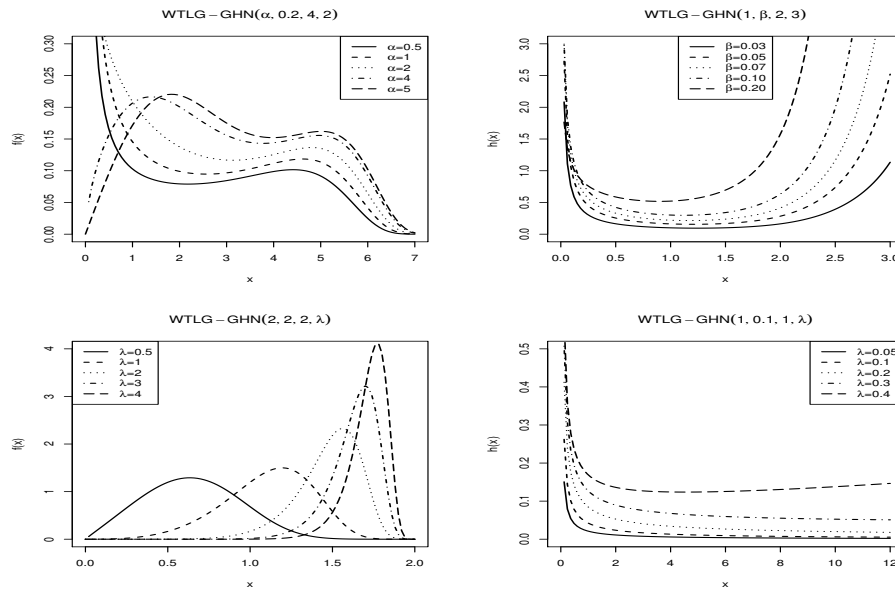 WTLG−GHN(α, 0.2, 4, 2)
f(x)
0.00 0.05 0.10 0.15 0.20 0.25 0.30
α=0.5
α=1
α=2
α=4
α=5
0 1 2 3 4 5 6 7
x
WTLG−GHN(1, β, 2, 3)
h(x)
0.0 0.5 1.0 1.5 2.0 2.5 3.0
β=0.03
β=0.05
β=0.07
β=0.10
β=0.20
0.0 0.5 1.0 1.5 2.0 2.5 3.0
x
WTLG−GHN(2, 2, 2, λ)
f(x)
0 1 2 3 4
λ=0.5
λ=1
λ=2
λ=3
λ=4
0.0 0.5 1.0 1.5 2.0
x
WTLG−GHN(1, 0.1, 1, λ)
h(x)
0.0 0.1 0.2 0.3 0.4 0.5
λ=0.05
λ=0.1
λ=0.2
λ=0.3
λ=0.4
0 2 4 6 8 10 12
x